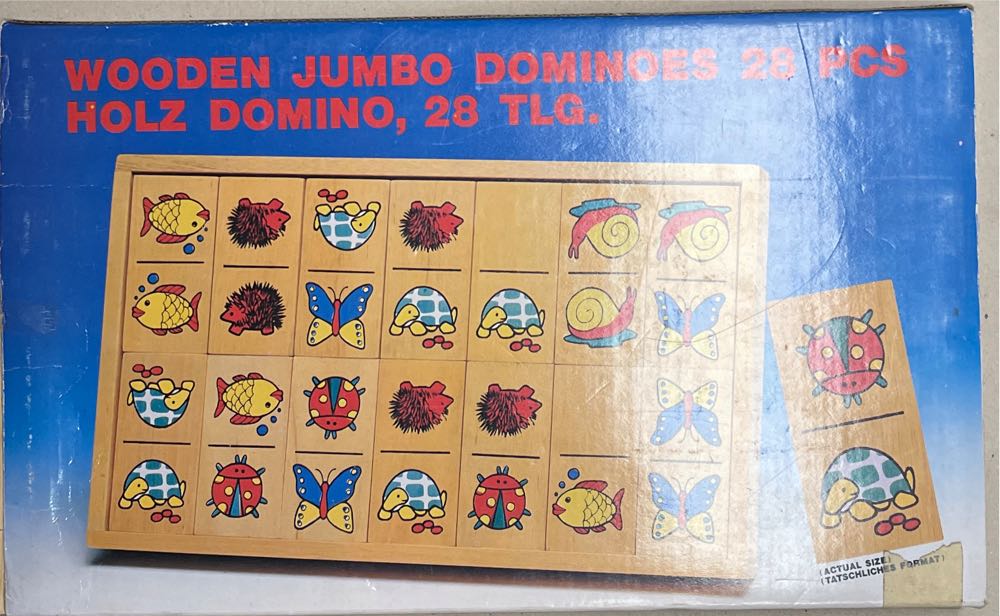 WOODEN JUMBO DOMINOES 28 PCS
HOLZ DOMINO, 28 TLG.
(ACTUAL SIZE)
(TATSCHLICHES FORMAT)